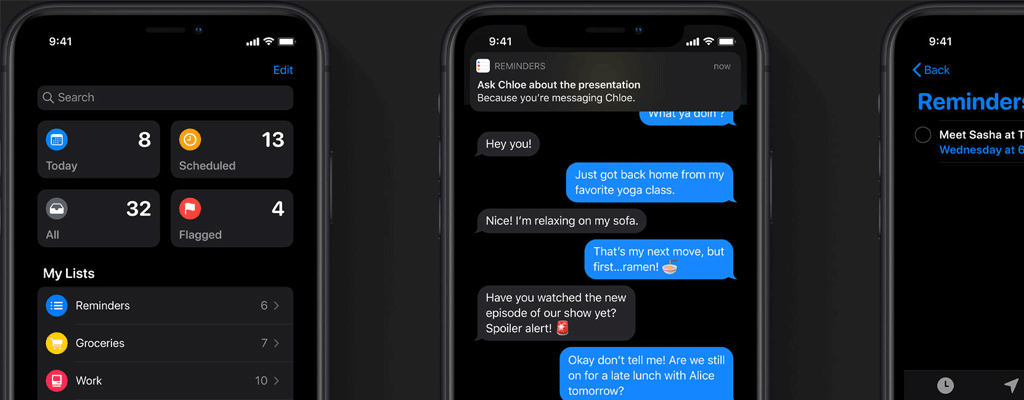 9:41
Edit
Search
8
Today
13
Scheduled
32
All
4
Flagged
My Lists
Reminders 6
Groceries 7
Work 10
9:41
REMINDERS now
Ask Chloe about the presentation
Because you're messaging Chloe.
What ya doin'?
Hey you!
Just got back home from my
favorite yoga class.
Nice! I'm relaxing on my sofa.
That's my next move, but
first...ramen! 🍜
Have you watched the new
episode of our show yet?
Spoiler alert! 🚨
Okay don't tell me! Are we still
on for a late lunch with Alice
tomorrow?
9:41
Back
Reminders
Meet Sasha at T
Wednesday at 6